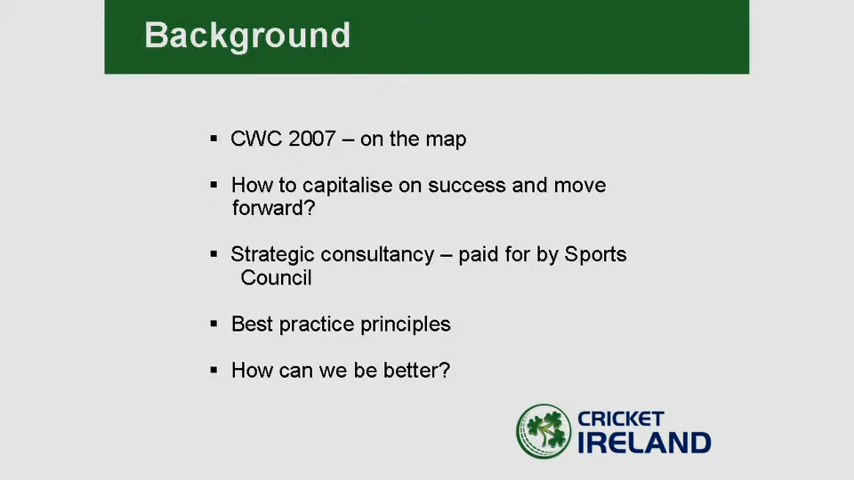 Background
▪ CWC 2007 – on the map
▪ How to capitalise on success and move
forward?
▪ Strategic consultancy – paid for by Sports
Council
▪ Best practice principles
▪ How can we be better?
CRICKET
IRELAND